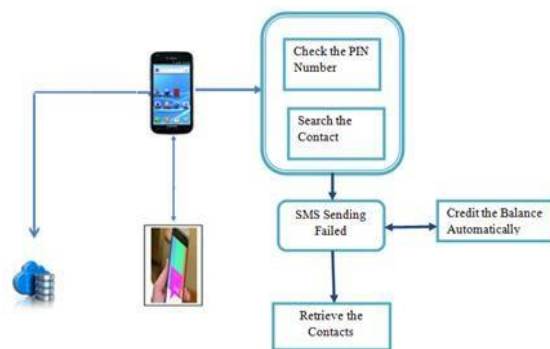 Check the PIN
Number
Search the
Contact
SMS Sending
Failed
Credit the Balance
Automatically
Retrieve the
Contacts